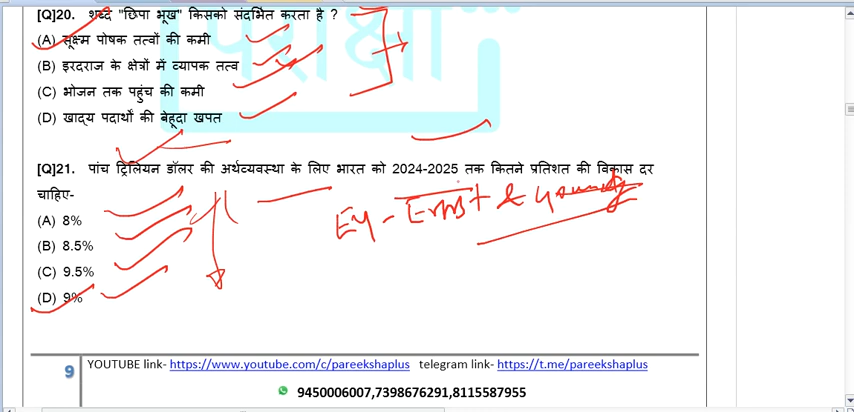 [Q]20. शब्द "छिपा भूख" किसको संदर्भित करता है ?
(A) सूक्ष्म पोषक तत्वों की कमी
(B) इरदराज के क्षेत्रों में व्यापक तत्व
(C) भोजन तक पहुंच की कमी
(D) खाद्य पदार्थों की बेहूदा खपत
परीक्षा
[Q]21. पांच ट्रिलियन डॉलर की अर्थव्यवस्था के लिए भारत को 2024-2025 तक कितने प्रतिशत की विकास दर
चाहिए-
(A) 8%
(B) 8.5%
(C) 9.5%
(D) 9%
EY - Ernst & young
9
YOUTUBE link- https://www.youtube.com/c/pareekshaplus telegram link- https://t.me/pareekshaplus
9450006007,7398676291,8115587955